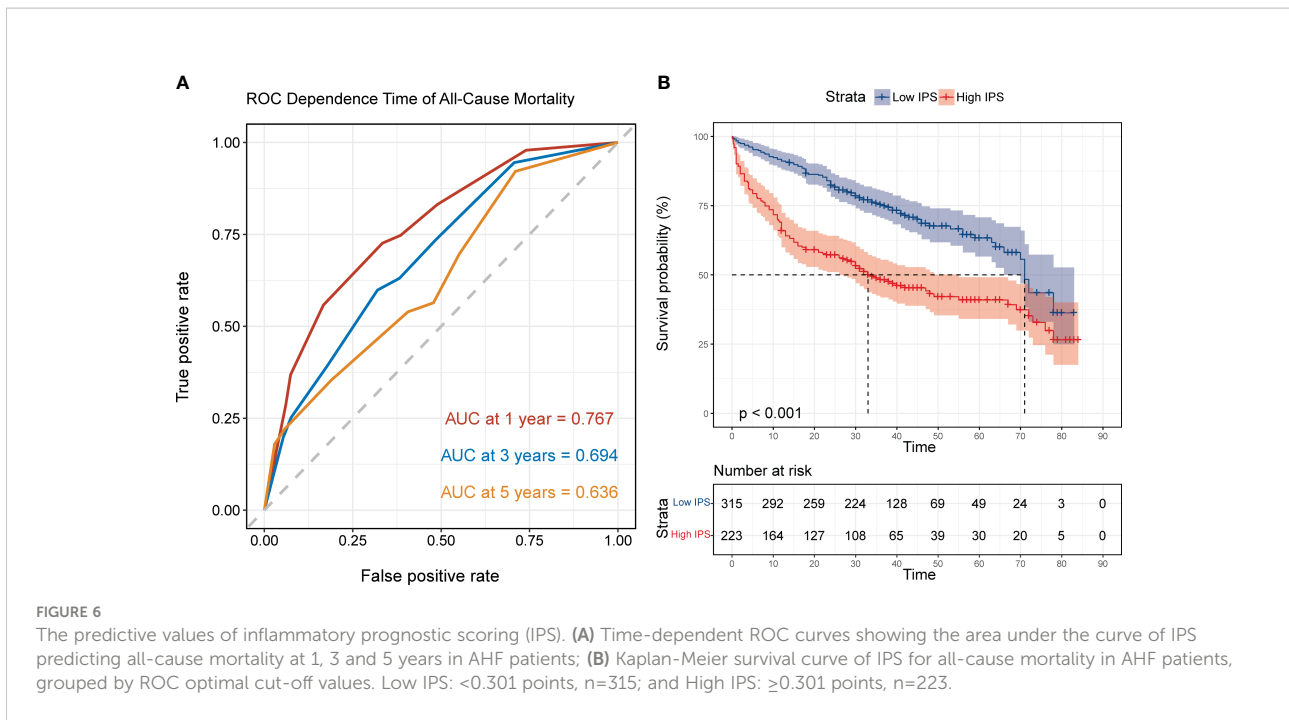 A
ROC Dependence Time of All-Cause Mortality
1.00
0.75
0.50
0.25
0.00
True positive rate
AUC at 1 year = 0.767
AUC at 3 years = 0.694
AUC at 5 years = 0.636
0.00 0.25 0.50 0.75 1.00
False positive rate
B
Strata Low IPS High IPS
100
75
50
25
0
Survival probability (%)
p < 0.001
0 10 20 30 40 50 60 70 80 90
Time
Number at risk
Strata
Low IPS 315 292 259 224 128 69 49 24 3 0
High IPS 223 164 127 108 65 39 30 20 5 0
0 10 20 30 40 50 60 70 80 90
Time
FIGURE 6
The predictive values of inflammatory prognostic scoring (IPS). (A) Time-dependent ROC curves showing the area under the curve of IPS
predicting all-cause mortality at 1, 3 and 5 years in AHF patients; (B) Kaplan-Meier survival curve of IPS for all-cause mortality in AHF patients,
grouped by ROC optimal cut-off values. Low IPS: <0.301 points, n=315; and High IPS: ≥0.301 points, n=223.